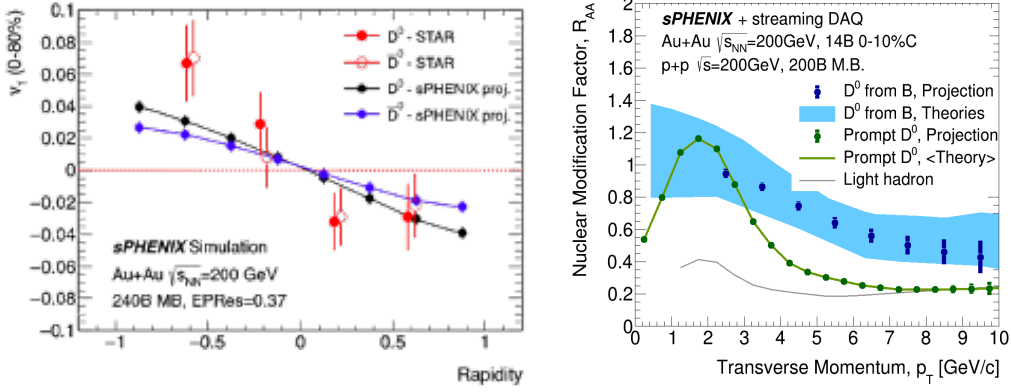 v₁ (0-80%)
0.1
0.08
0.06
0.04
0.02
0
−0.02
−0.04
−0.06
−0.08
−0.1
−1
−0.5
0
0.5
1
Rapidity
D⁰ - STAR
D̅⁰ - STAR
D⁰ - sPHENIX proj.
D̅⁰ - sPHENIX proj.
sPHENIX Simulation
Au+Au √sNN=200 GeV
240B MB, EPRes=0.37
Nuclear Modification Factor, RAA
2
1.8
1.6
1.4
1.2
1
0.8
0.6
0.4
0.2
0
0 1 2 3 4 5 6 7 8 9 10
Transverse Momentum, pT [GeV/c]
sPHENIX + streaming DAQ
Au+Au √sNN=200GeV, 14B 0-10%C
p+p √s=200GeV, 200B M.B.
D⁰ from B, Projection
D⁰ from B, Theories
Prompt D⁰, Projection
Prompt D⁰, <Theory>
Light hadron